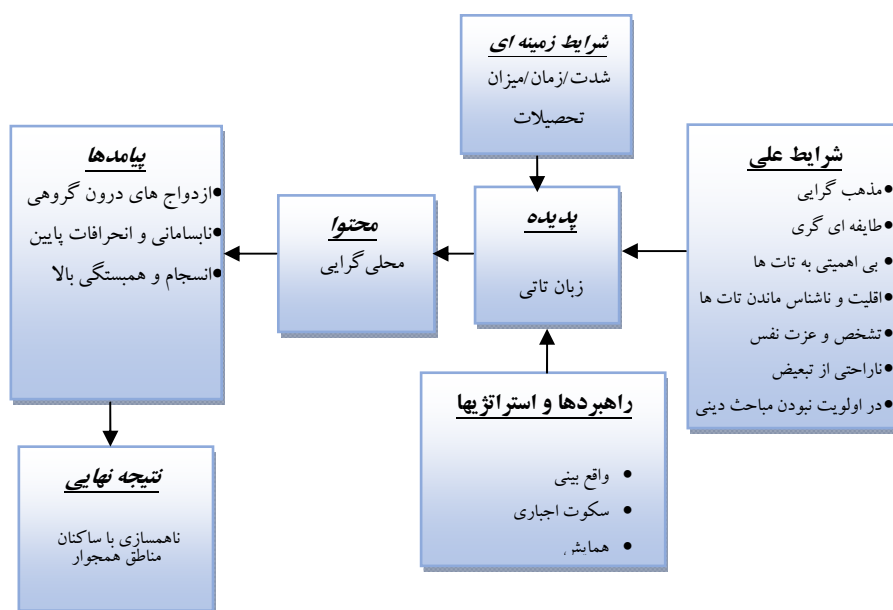 شرایط زمینه ای
شدت/زمان/میزان
تحصیلات
شرایط علی
•مذهب گرایی
•طایفه ای گری
•بی اهمیتی به تات ها
•اقلیت و ناشناس ماندن تات ها
•تشخص و عزت نفس
•ناراحتی از تبعیض
•در اولویت نبودن مباحث دینی
پدیده
زبان تاتی
محتوا
محلی گرایی
پیامدها
•ازدواج های درون گروهی
•نابسامانی و انحرافات پایین
•انسجام و همبستگی بالا
راهبردها و استراتژیها
• واقع بینی
• سکوت اجباری
• همایش
نتیجه نهایی
ناهمسازی با ساکنان
مناطق همجوار